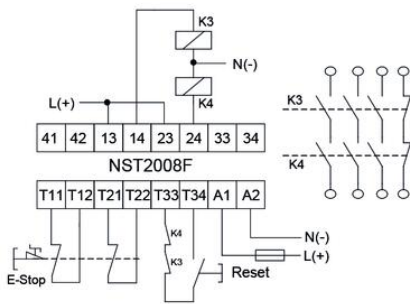 K3
N(-)
L(+)
K4
41 42 13 14 23 24 33 34
NST2008F
T11 T12 T21 T22 T33 T34 A1 A2
K4
K3
E-Stop
Reset
N(-)
L(+)
K3
K4